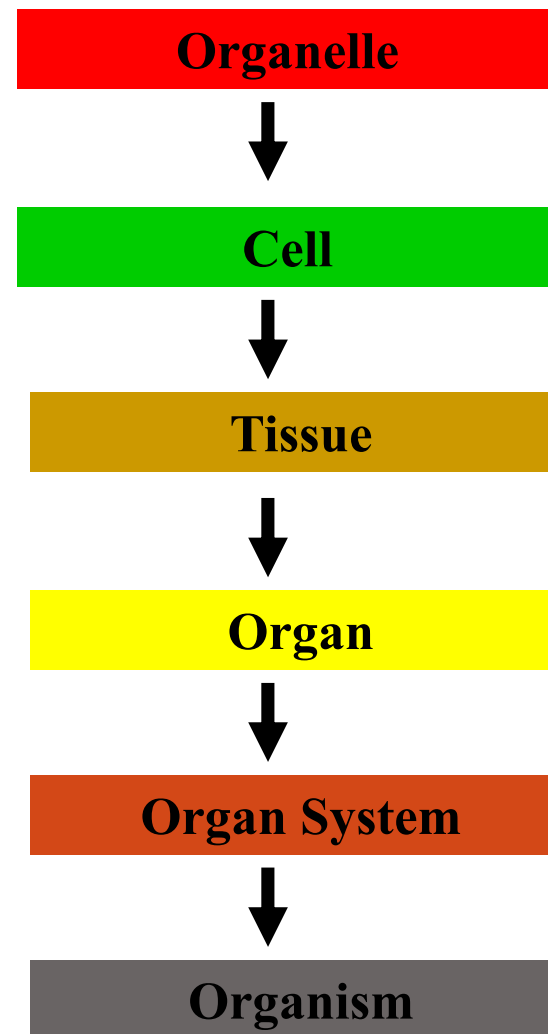 Organelle
Cell
Tissue
Organ
Organ System
Organism